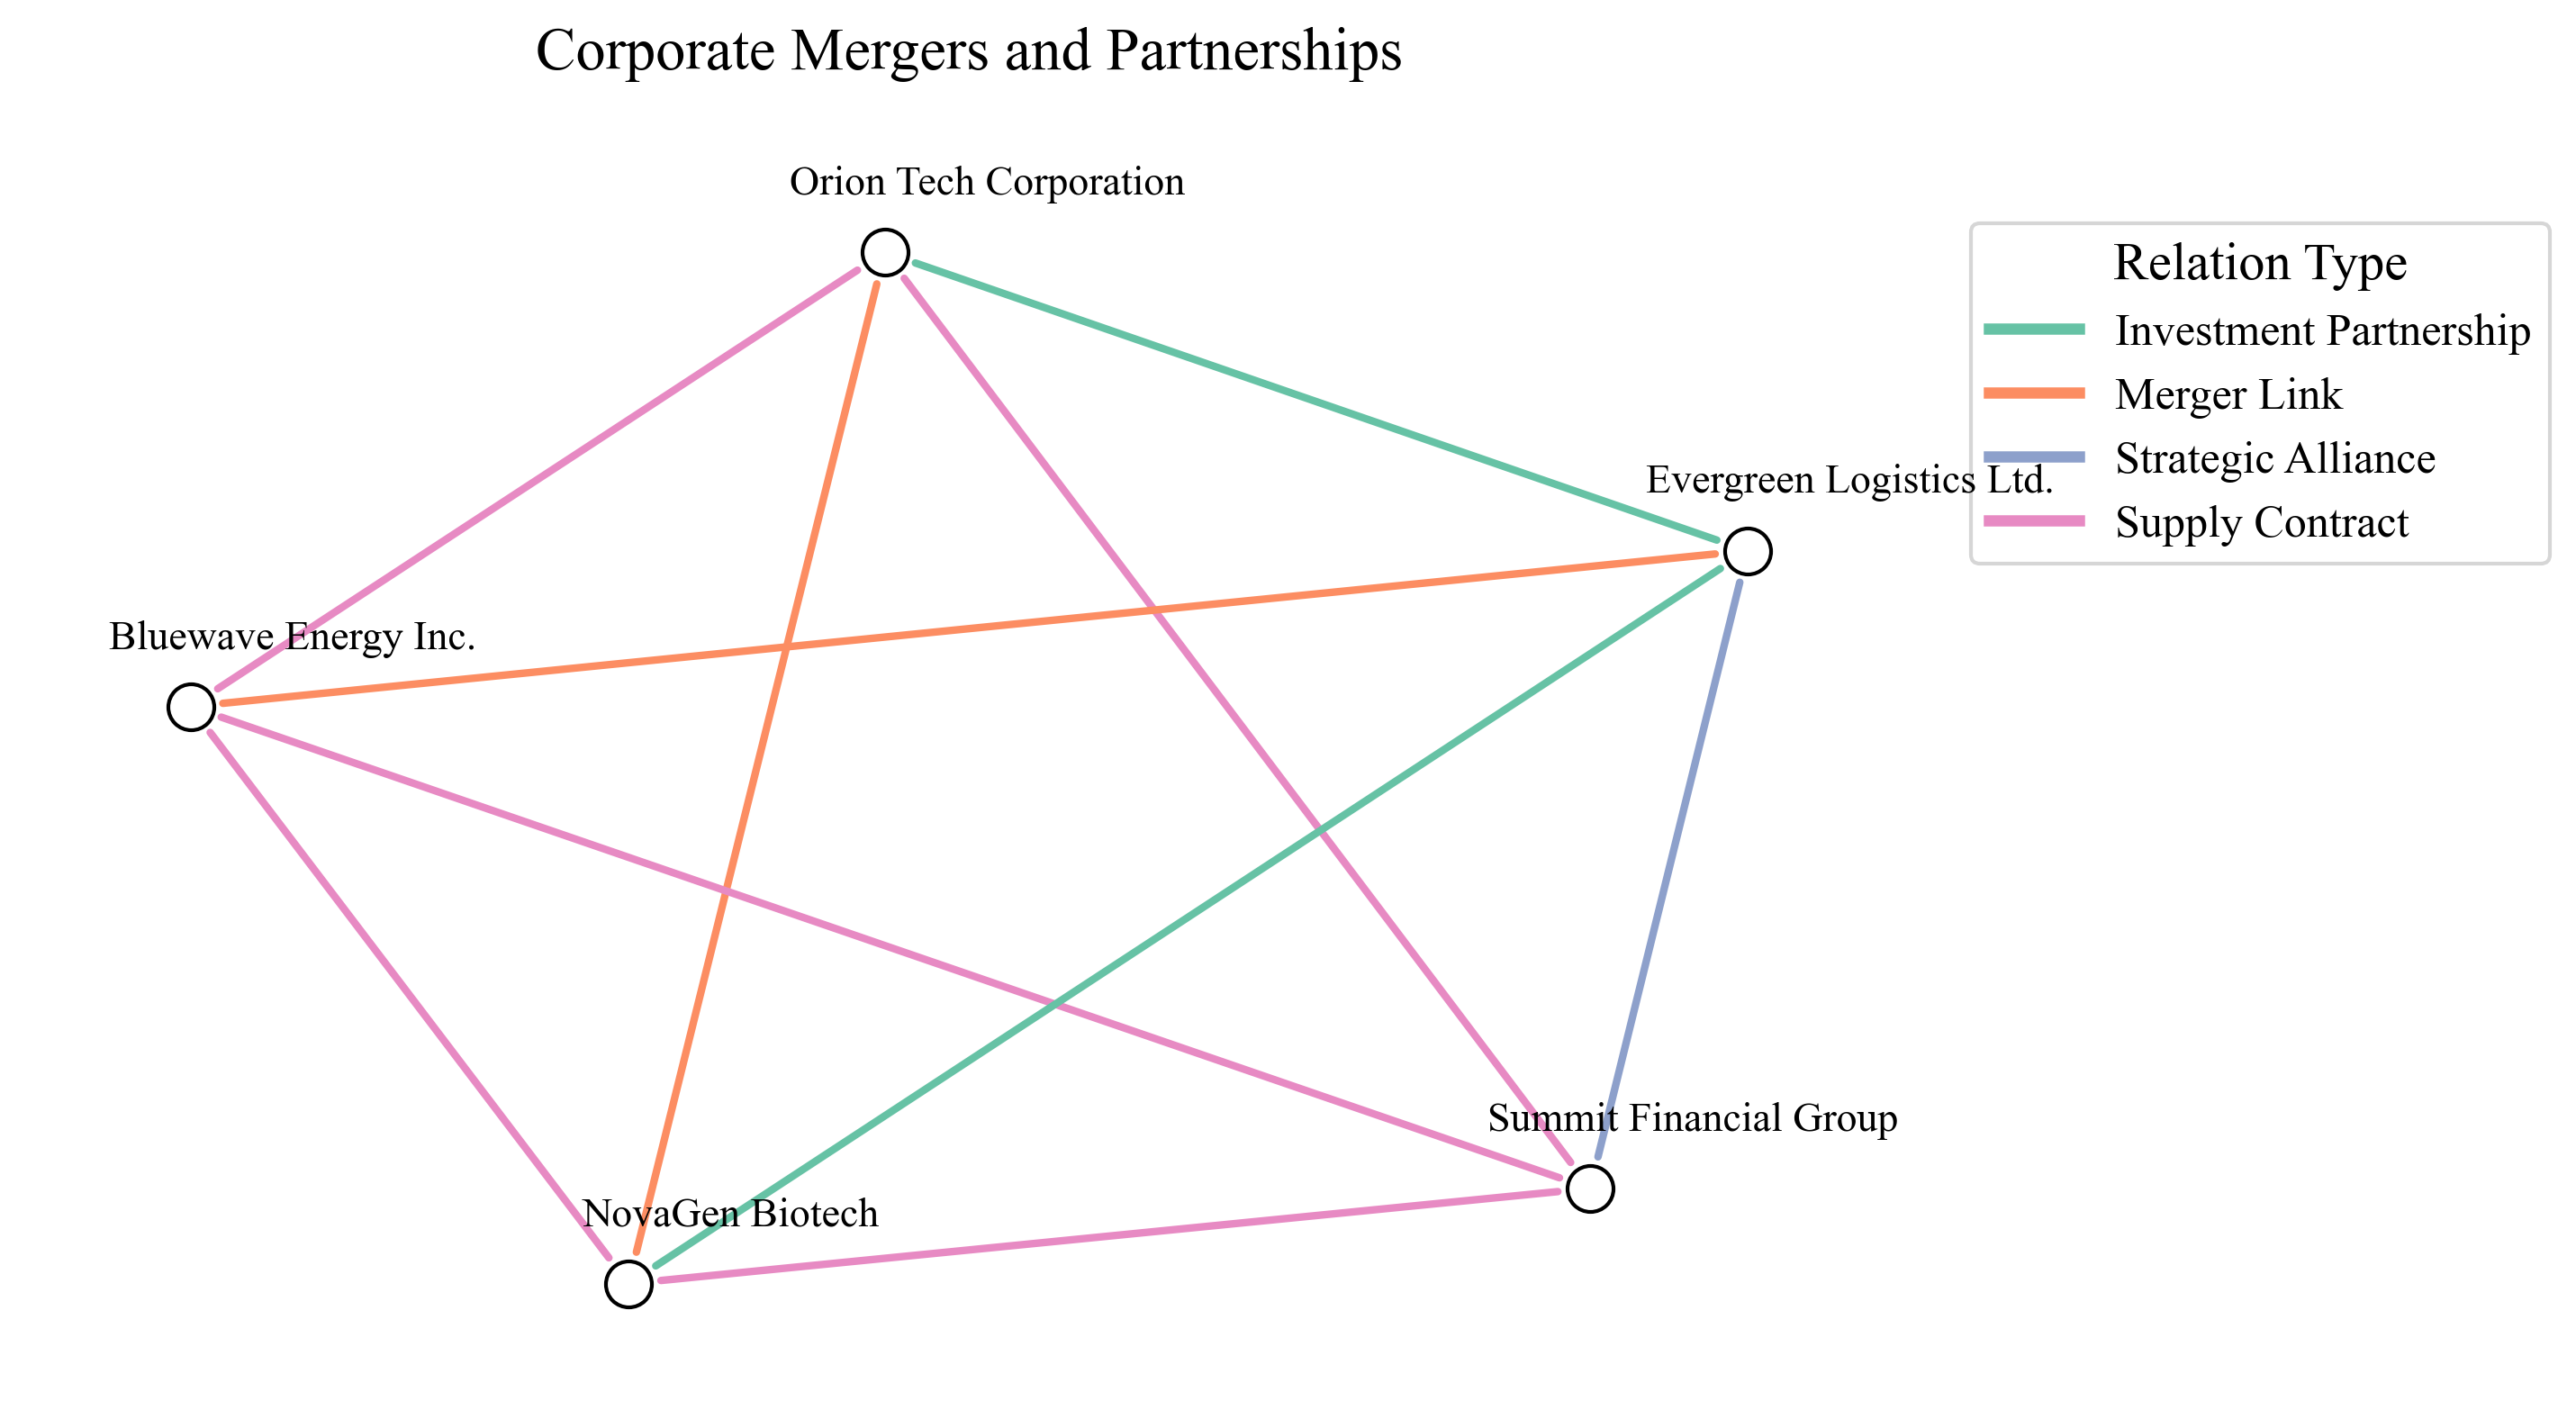 Corporate Mergers and Partnerships
Orion Tech Corporation
Relation Type
Investment Partnership
Merger Link
Strategic Alliance
Supply Contract
Evergreen Logistics Ltd.
Bluewave Energy Inc.
Summit Financial Group
NovaGen Biotech